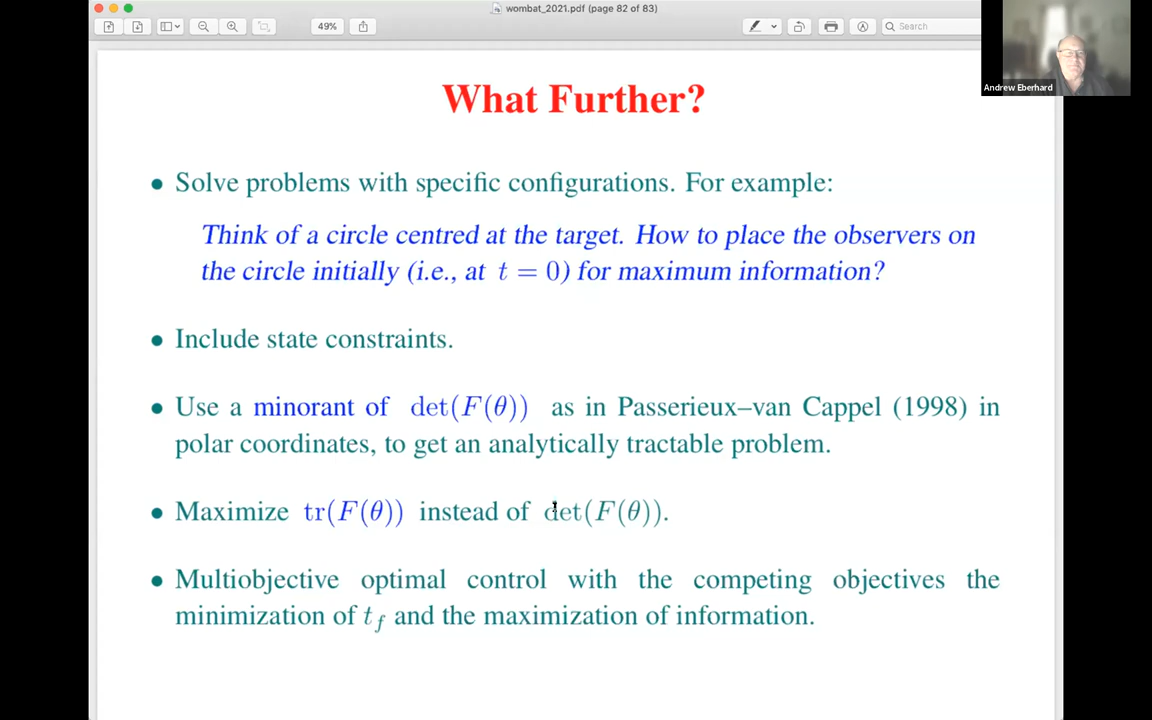 wombat_2021.pdf (page 82 of 83)
49%
Search
Andrew Eberhard
What Further?
• Solve problems with specific configurations. For example:
Think of a circle centred at the target. How to place the observers on
the circle initially (i.e., at t = 0) for maximum information?
• Include state constraints.
• Use a minorant of det(F(θ)) as in Passerieux–van Cappel (1998) in
polar coordinates, to get an analytically tractable problem.
• Maximize tr(F(θ)) instead of det(F(θ)).
• Multiobjective optimal control with the competing objectives the
minimization of t_f and the maximization of information.